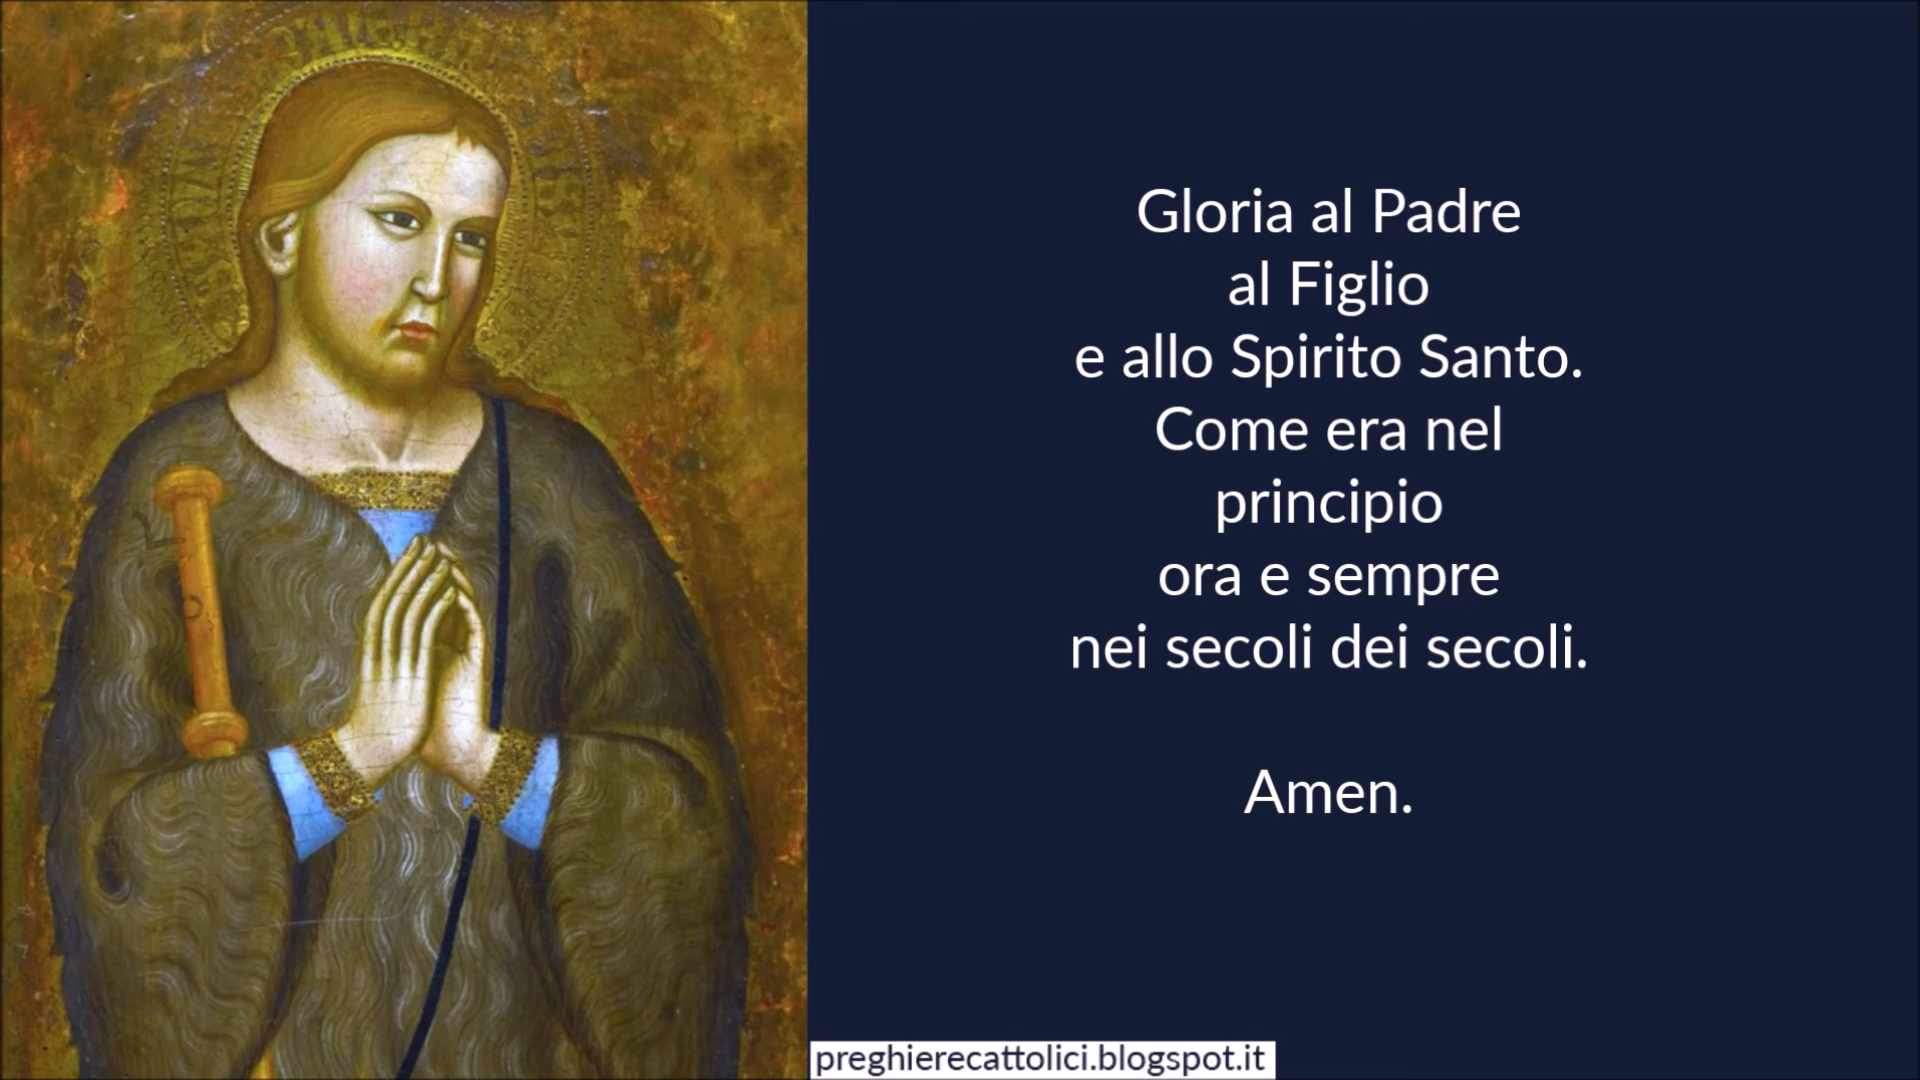 Gloria al Padre
al Figlio
e allo Spirito Santo.
Come era nel
principio
ora e sempre
nei secoli dei secoli.
Amen.
preghierecattolici.blogspot.it